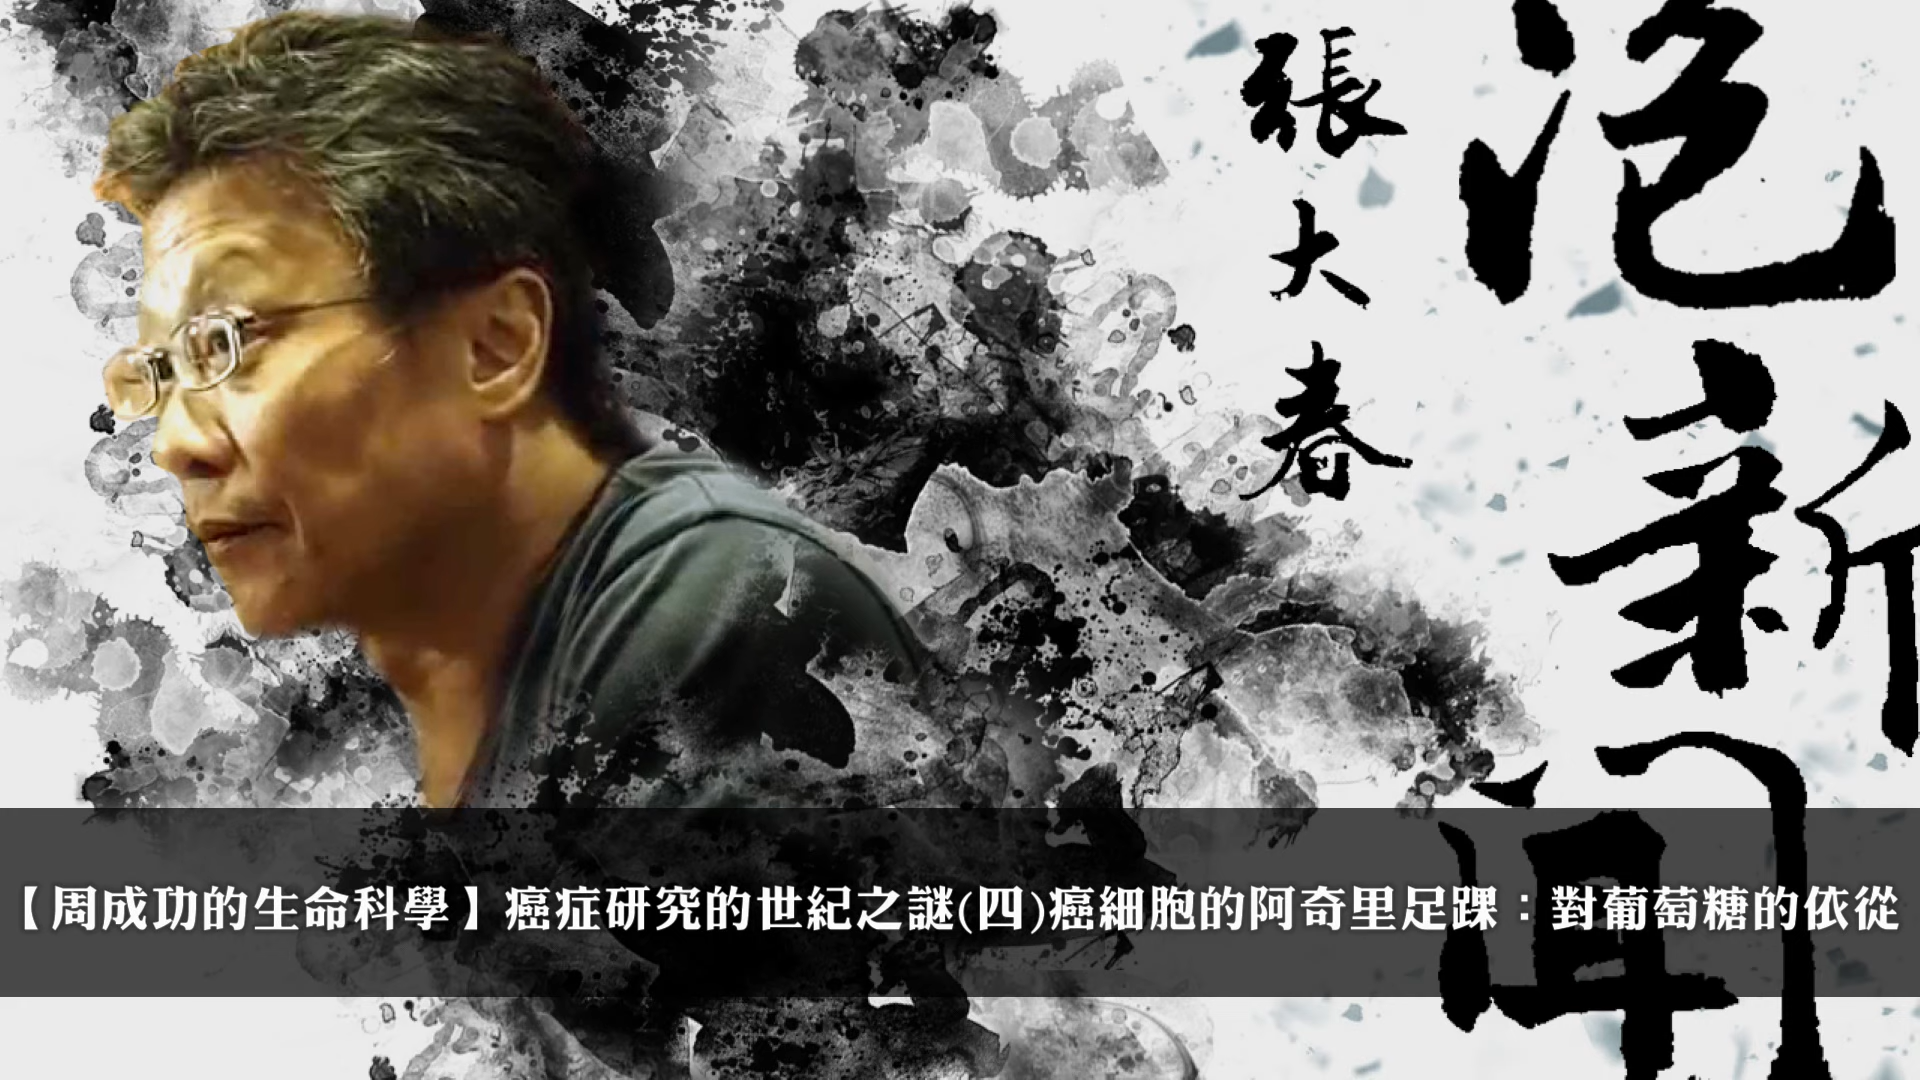 張大春
泡新聞
【周成功的生命科學】癌症研究的世紀之謎(四)癌細胞的阿奇里足踝：對葡萄糖的依從